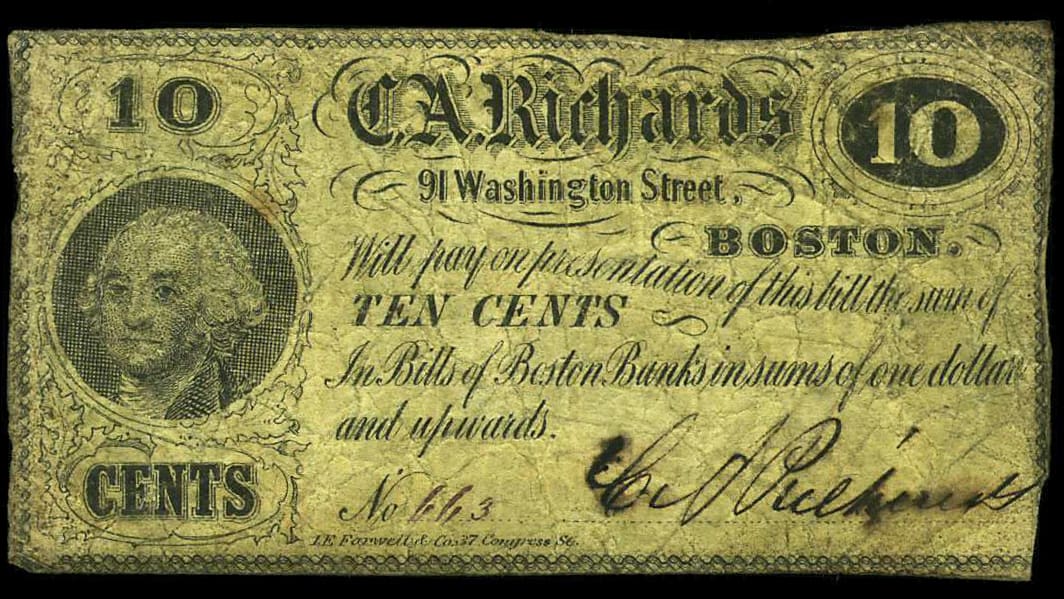 10
C.A. Richards
10
91 Washington Street,
BOSTON.
Will pay on presentation of this bill the sum of
TEN CENTS
In Bills of Boston Banks in sums of one dollar
and upwards.
CENTS
No 663
C A Richards
J.E. Farwell & Co. 37 Congress St.